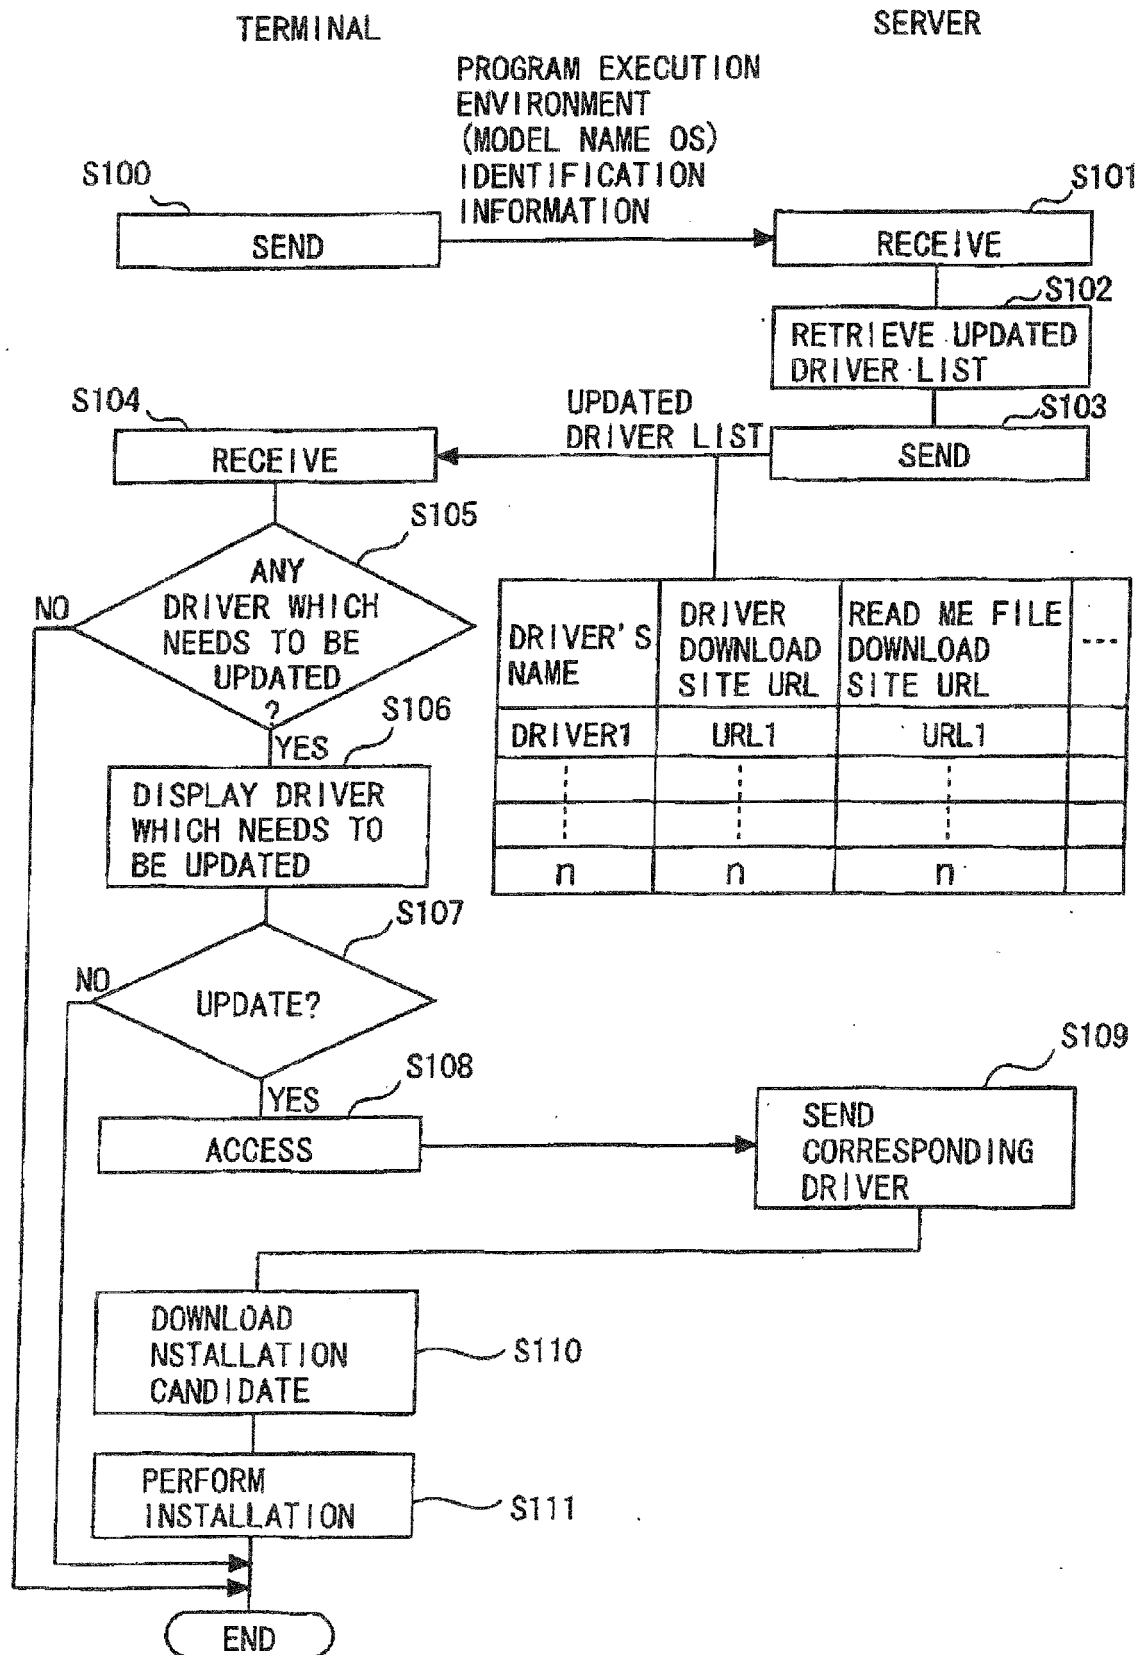 TERMINAL
SERVER
PROGRAM EXECUTION
ENVIRONMENT
(MODEL NAME OS)
IDENTIFICATION
INFORMATION
S100
SEND
S101
RECEIVE
S102
RETRIEVE UPDATED
DRIVER LIST
S103
SEND
UPDATED
DRIVER LIST
S104
RECEIVE
S105
ANY
DRIVER WHICH
NEEDS TO BE
UPDATED
?
NO
YES
DRIVER'S
NAME
DRIVER
DOWNLOAD
SITE URL
READ ME FILE
DOWNLOAD
SITE URL
---
DRIVER1
URL1
URL1
n
n
n
S106
DISPLAY DRIVER
WHICH NEEDS TO
BE UPDATED
S107
UPDATE?
NO
YES
S108
ACCESS
S109
SEND
CORRESPONDING
DRIVER
DOWNLOAD
NSTALLATION
CANDIDATE
S110
PERFORM
INSTALLATION
S111
END